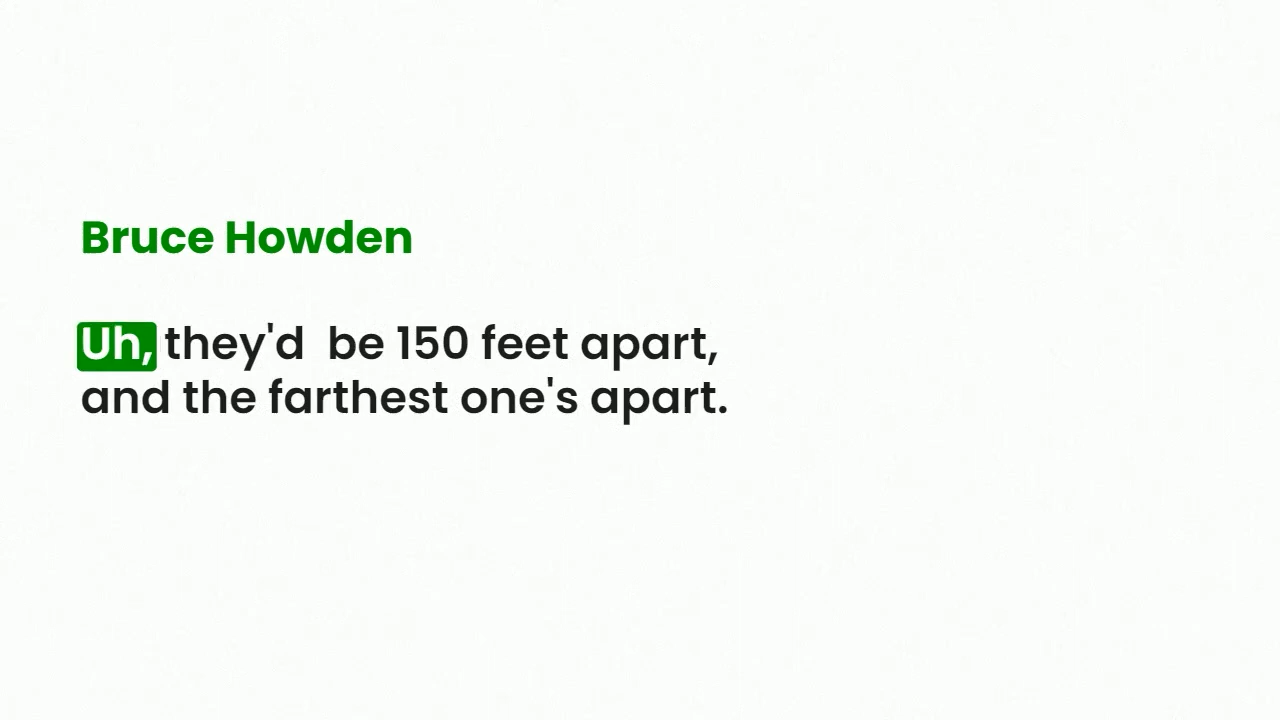 Bruce Howden
Uh, they'd  be 150 feet apart,
and the farthest one's apart.